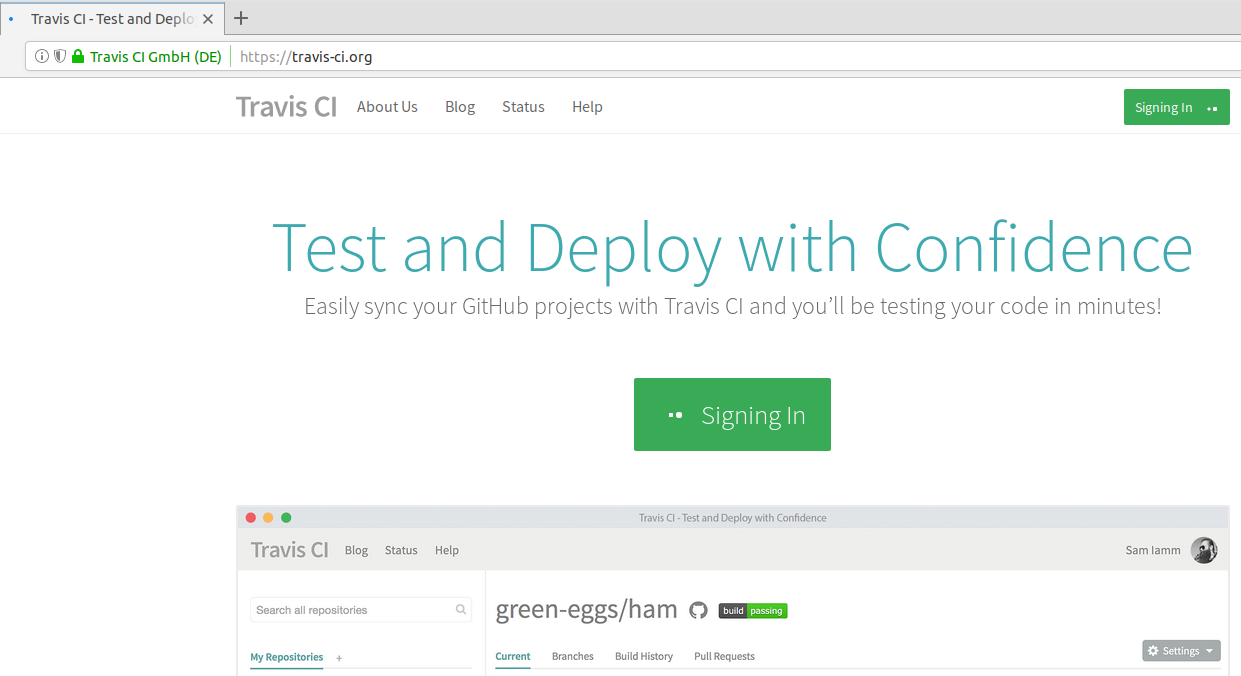 Travis CI - Test and Deplo
Travis CI GmbH (DE) https://travis-ci.org
Travis CI About Us Blog Status Help Signing In
Test and Deploy with Confidence
Easily sync your GitHub projects with Travis CI and you’ll be testing your code in minutes!
Signing In
Travis CI - Test and Deploy with Confidence
Travis CI Blog Status Help Sam Iamm
Search all repositories
green-eggs/ham build passing
My Repositories +
Current Branches Build History Pull Requests Settings